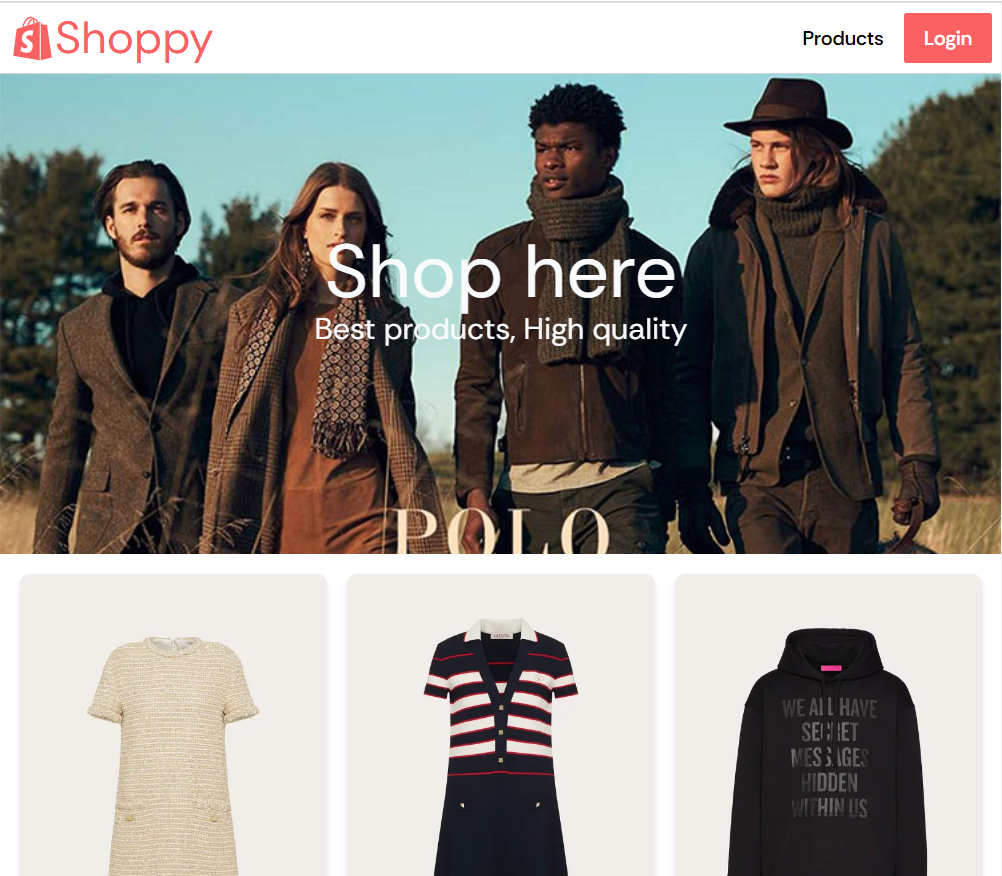 Shoppy
Products
Login
Shop here
Best products, High quality
POLO
WE ALL HAVE
SECRET
MESSAGES
HIDDEN
WITHIN US